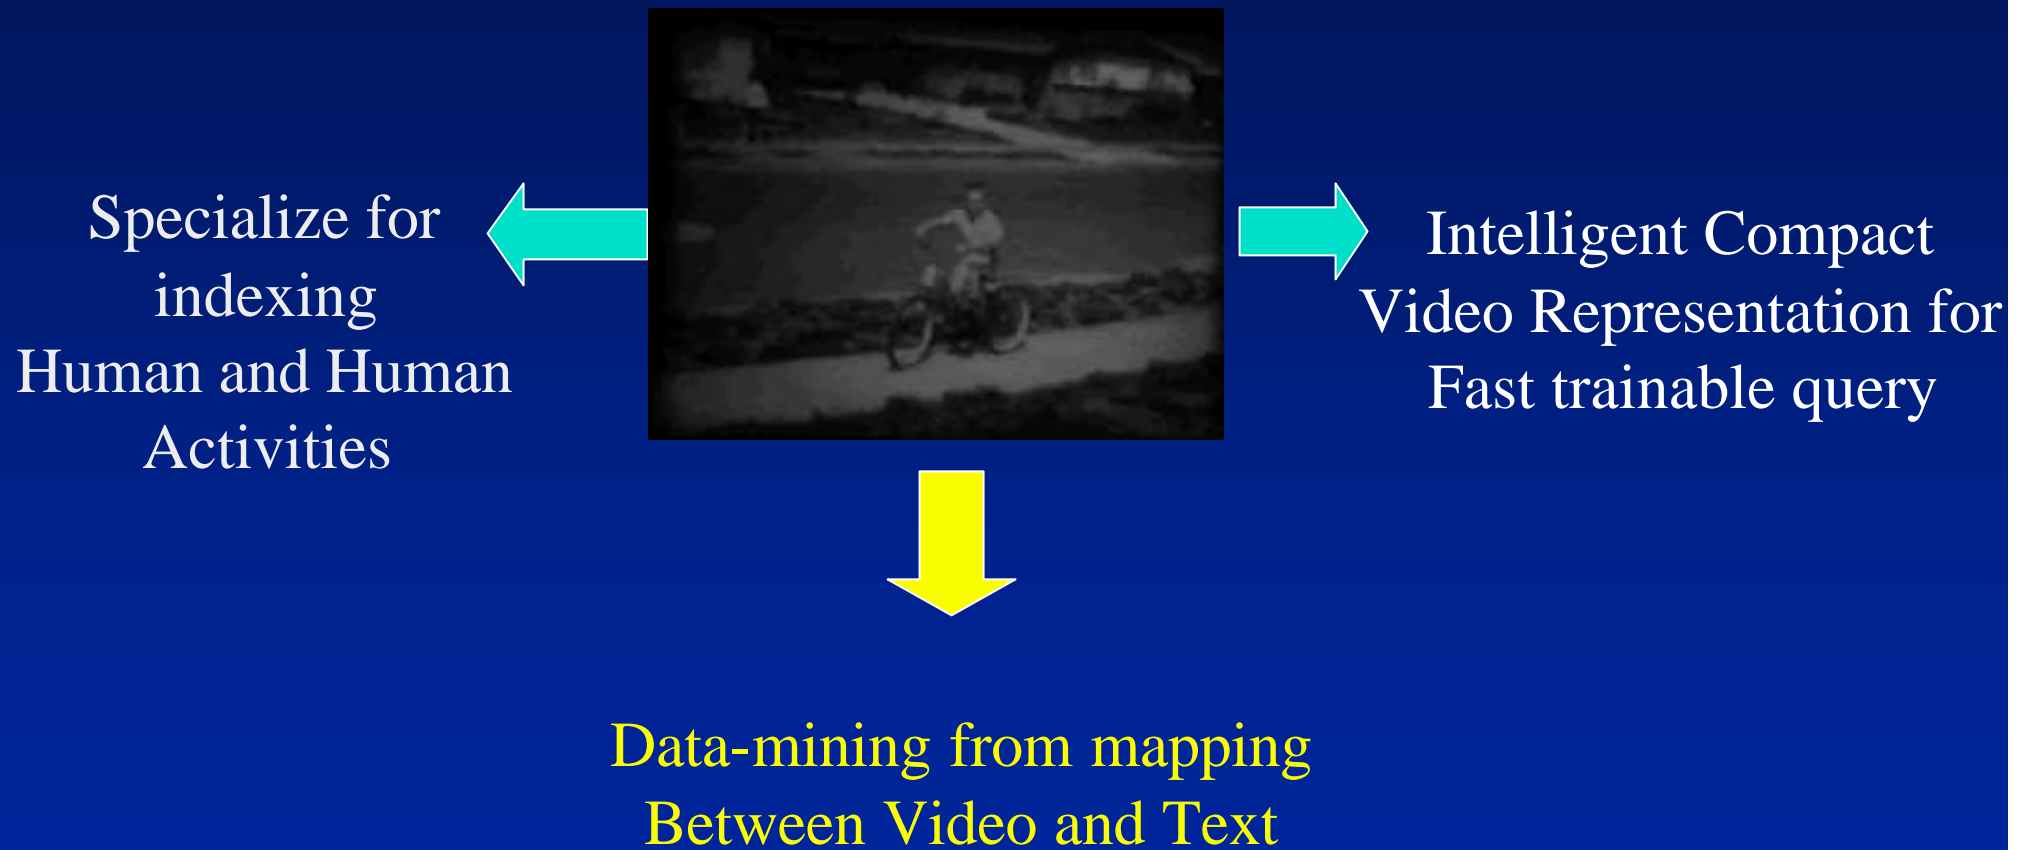 Specialize for
indexing
Human and Human
Activities
Intelligent Compact
Video Representation for
Fast trainable query
Data-mining from mapping
Between Video and Text